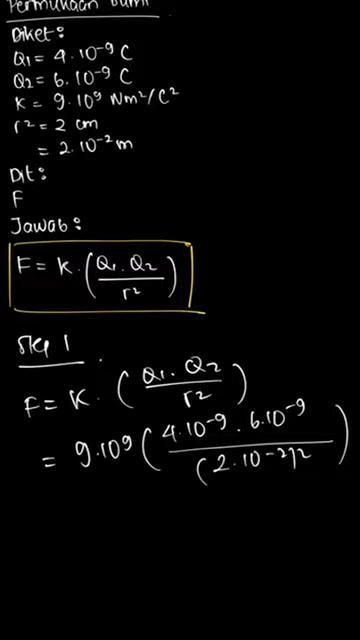 Permukaan bumi
Diket:
Q1 = 4.10⁻⁹ C
Q2 = 6.10⁻⁹ C
K = 9.10⁹ Nm²/C²
r² = 2 cm
= 2.10⁻² m
Dit:
F
Jawab:
F = K . (Q1 . Q2 / r²)
Step 1
F = K . (Q1 . Q2 / r²)
= 9.10⁹ (4.10⁻⁹ . 6.10⁻⁹ / (2.10⁻²)²